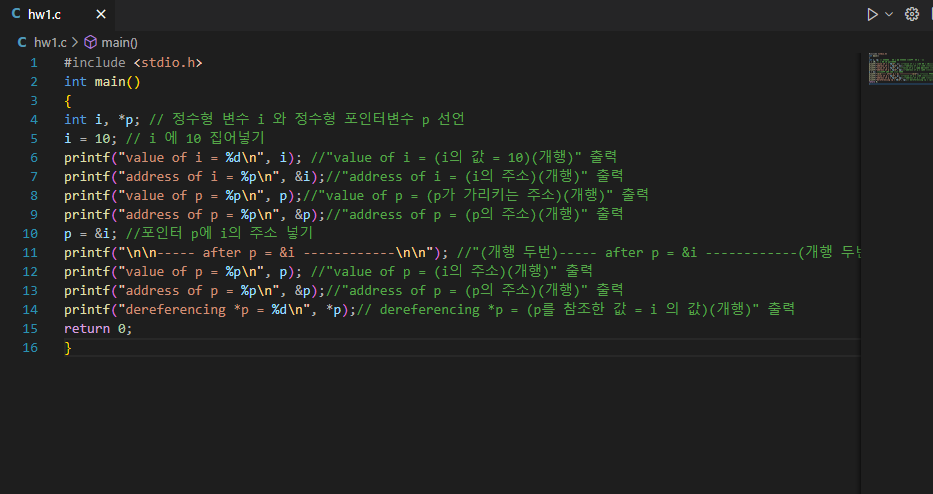 C hw1.c ×
C hw1.c > main()
1 #include <stdio.h>
2 int main()
3 {
4 int i, *p; // 정수형 변수 i 와 정수형 포인터변수 p 선언
5 i = 10; // i 에 10 집어넣기
6 printf("value of i = %d\n", i); //"value of i = (i의 값 = 10)(개행)" 출력
7 printf("address of i = %p\n", &i);//"address of i = (i의 주소)(개행)" 출력
8 printf("value of p = %p\n", p);//"value of p = (p가 가리키는 주소)(개행)" 출력
9 printf("address of p = %p\n", &p);//"address of p = (p의 주소)(개행)" 출력
10 p = &i; //포인터 p에 i의 주소 넣기
11 printf("\n\n----- after p = &i ------------\n\n"); //"(개행 두번)----- after p = &i ------------(개행 
12 printf("value of p = %p\n", p); //"value of p = (i의 주소)(개행)" 출력
13 printf("address of p = %p\n", &p);//"address of p = (p의 주소)(개행)" 출력
14 printf("dereferencing *p = %d\n", *p);// dereferencing *p = (p를 참조한 값 = i 의 값)(개행)" 출력
15 return 0;
16 }